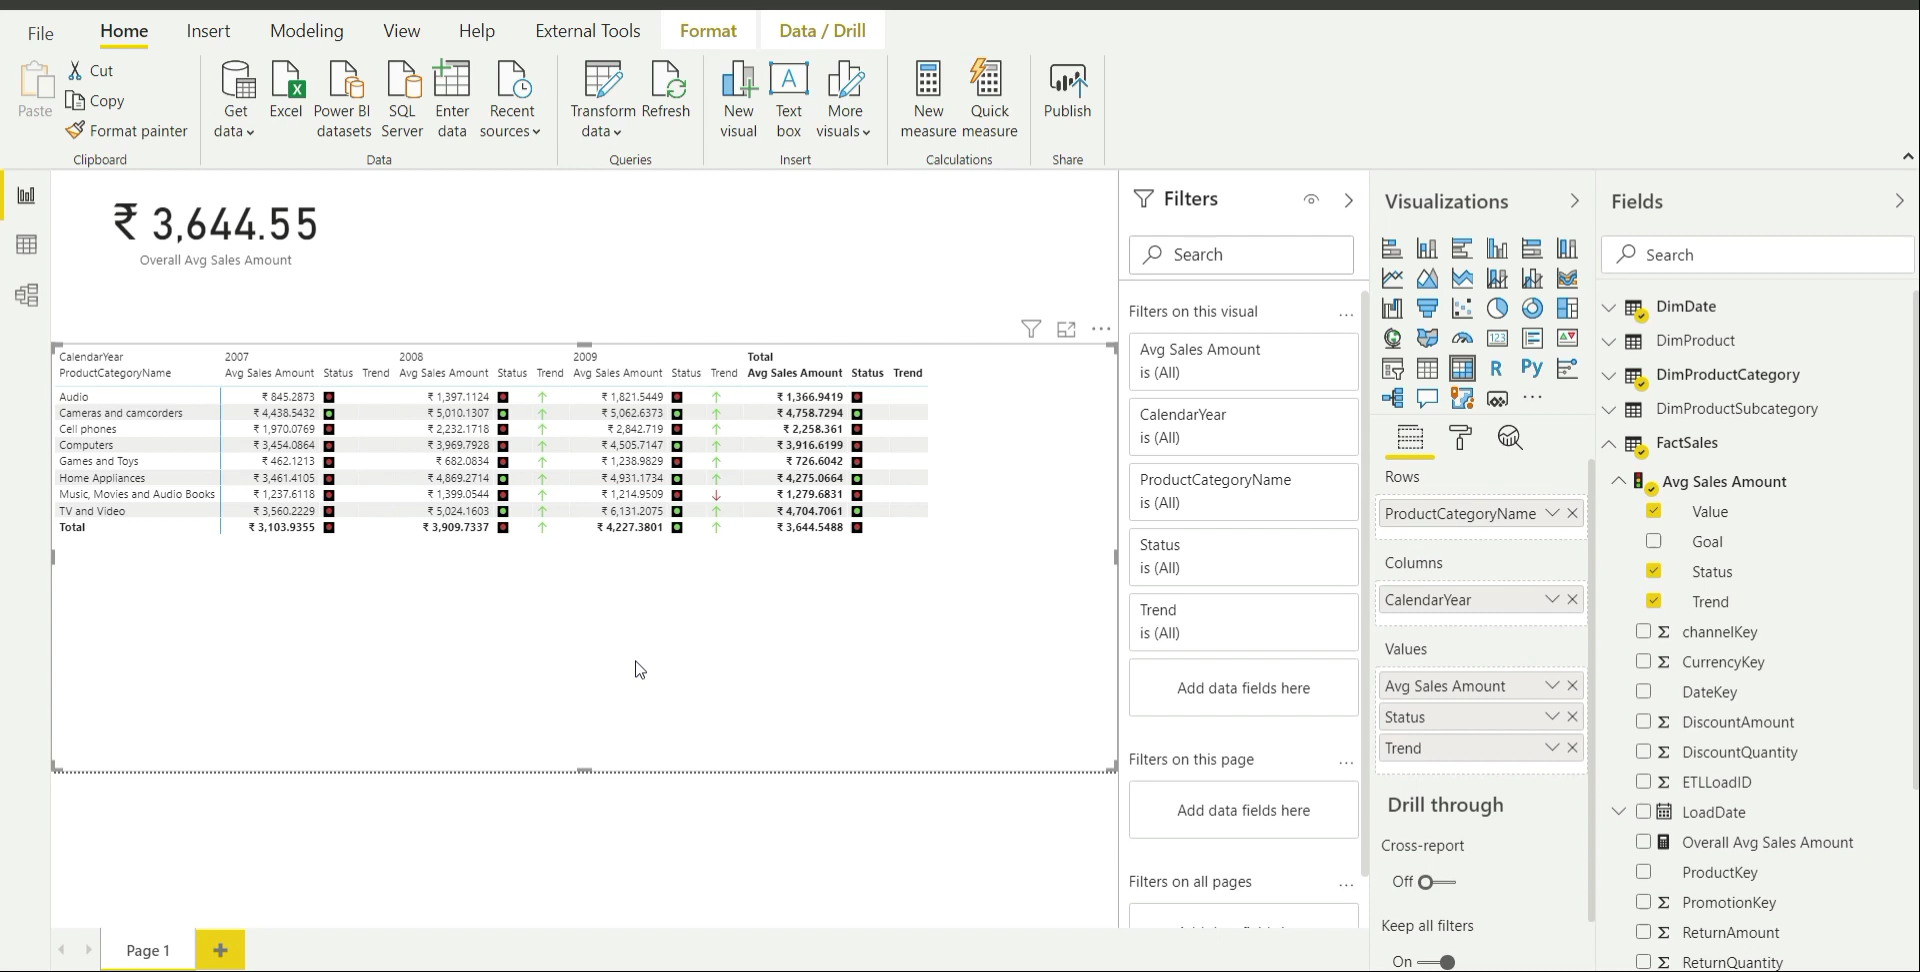 File Home Insert Modeling View Help External Tools Format Data / Drill
Paste Cut
Copy
Format painter
Clipboard
Get data
Excel
Power BI datasets
SQL Server
Enter data
Recent sources
Data
Transform data
Refresh
Queries
New visual
Text box
More visuals
Insert
New measure
Quick measure
Calculations
Publish
Share
₹ 3,644.55
Overall Avg Sales Amount
CalendarYear 2007 2008 2009 Total
ProductCategoryName Avg Sales Amount Status Trend Avg Sales Amount Status Trend Avg Sales Amount Status Trend Avg Sales Amount Status Trend
Audio ₹ 845.2873 ₹ 1,397.1124 ₹ 1,821.5449 ₹ 1,366.9419
Cameras and camcorders ₹ 4,438.5432 ₹ 5,010.1307 ₹ 5,062.6373 ₹ 4,758.7294
Cell phones ₹ 1,970.0769 ₹ 2,232.1718 ₹ 2,842.719 ₹ 2,258.361
Computers ₹ 3,454.0864 ₹ 3,969.7928 ₹ 4,505.7147 ₹ 3,916.6199
Games and Toys ₹ 462.1213 ₹ 682.0834 ₹ 1,238.9829 ₹ 726.6042
Home Appliances ₹ 3,461.4105 ₹ 4,869.2714 ₹ 4,931.1734 ₹ 4,275.0664
Music, Movies and Audio Books ₹ 1,237.6118 ₹ 1,399.0544 ₹ 1,214.9509 ₹ 1,279.6831
TV and Video ₹ 3,560.2229 ₹ 5,024.1603 ₹ 6,131.2075 ₹ 4,704.7061
Total ₹ 3,103.9355 ₹ 3,909.7337 ₹ 4,227.3801 ₹ 3,644.5488
Page 1
Filters
Search
Filters on this visual
Avg Sales Amount
is (All)
CalendarYear
is (All)
ProductCategoryName
is (All)
Status
is (All)
Trend
is (All)
Add data fields here
Filters on this page
Add data fields here
Filters on all pages
Visualizations
123
R
Py
Rows
ProductCategoryName
Columns
CalendarYear
Values
Avg Sales Amount
Status
Trend
Drill through
Cross-report
Off
Keep all filters
On
Fields
Search
DimDate
DimProduct
DimProductCategory
DimProductSubcategory
FactSales
Avg Sales Amount
Value
Goal
Status
Trend
Σ channelKey
Σ CurrencyKey
DateKey
Σ DiscountAmount
Σ DiscountQuantity
Σ ETLLoadID
LoadDate
Overall Avg Sales Amount
ProductKey
Σ PromotionKey
Σ ReturnAmount
Σ ReturnQuantity